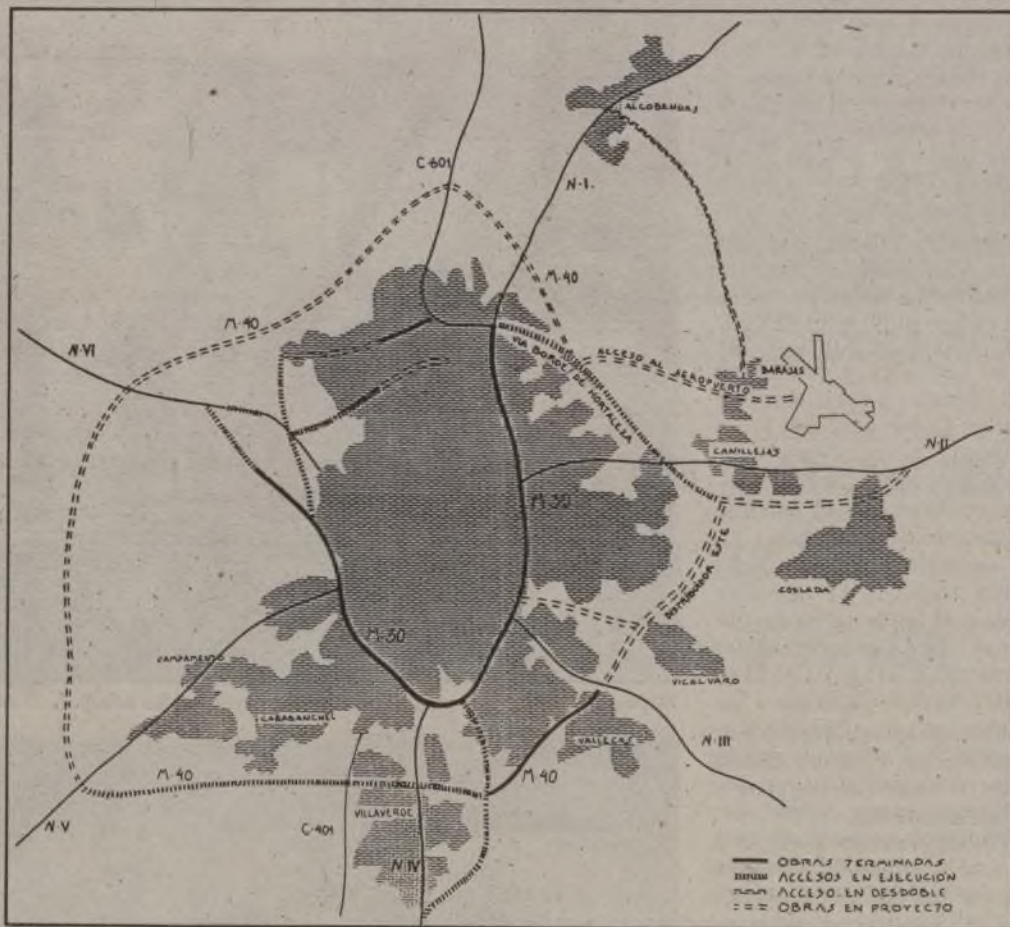 ALCOBENDAS
C-601
N-I.
M-40
M-40
N-VI
VIA BORDE DE HORTALEZA
ACCESO AL AEROPUERTO
BARAJAS
CANILLEJAS
N-II
M-30
DISTRIBUIDOR ESTE
COSLADA
M-30
CAMPAMENTO
VICALVARO
CARABANCHEL
VALLECAS
N-III
M-40
M-40
VILLAVERDE
C-401
N-V
N-IV
OBRAS TERMINADAS
ACCESOS EN EJECUCIÓN
ACCESO EN DESDOBLE
OBRAS EN PROYECTO